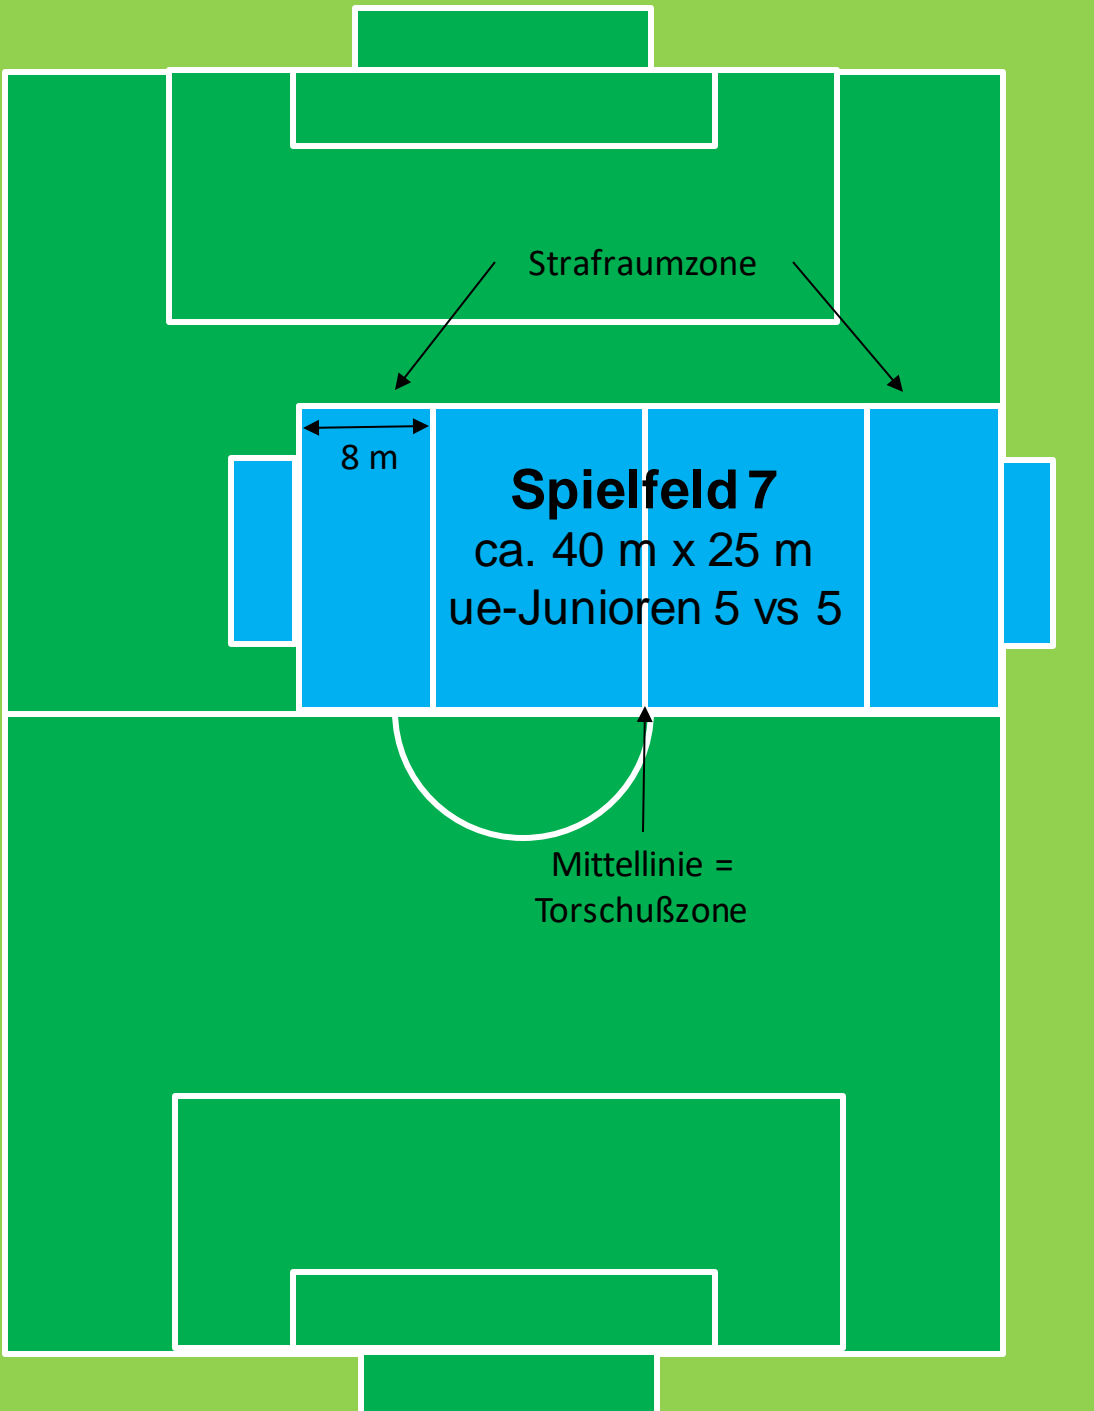 Strafraumzone
8 m
Spielfeld 7
ca. 40 m x 25 m
ue-Junioren 5 vs 5
Mittellinie =
Torschußzone